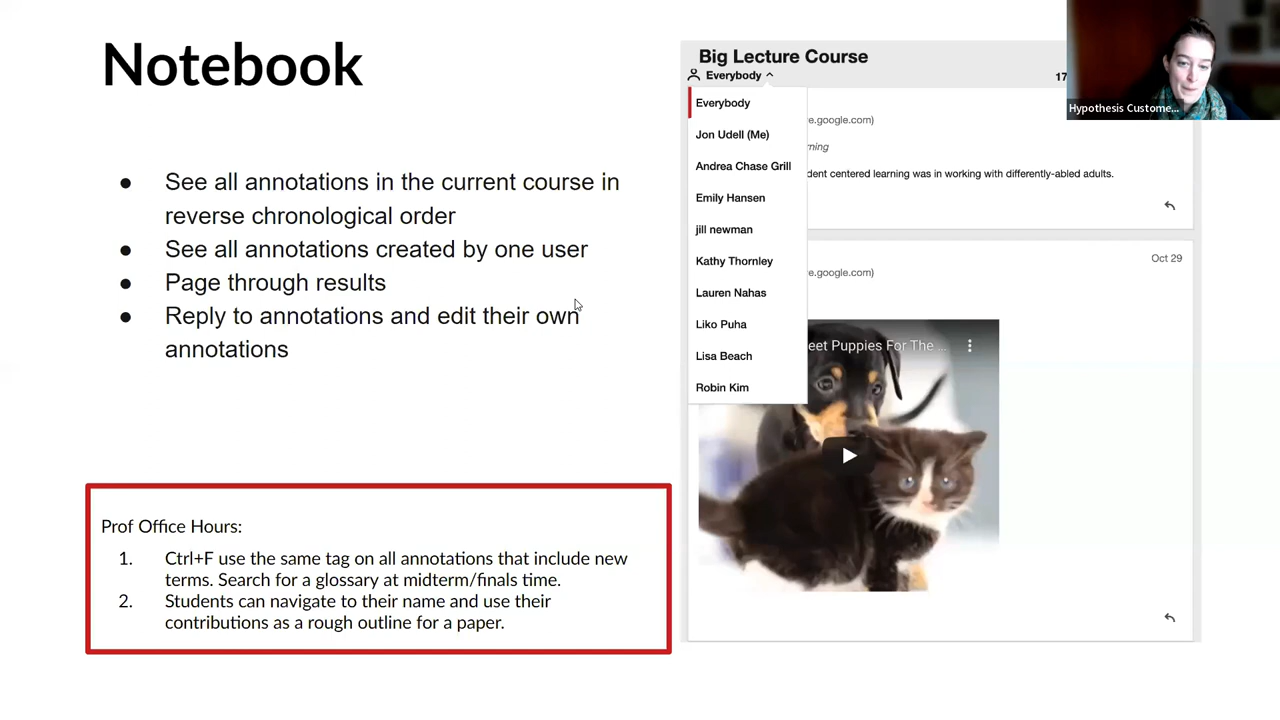 Notebook
● See all annotations in the current course in
reverse chronological order
● See all annotations created by one user
● Page through results
● Reply to annotations and edit their own
annotations
Prof Office Hours:
1. Ctrl+F use the same tag on all annotations that include new
terms. Search for a glossary at midterm/finals time.
2. Students can navigate to their name and use their
contributions as a rough outline for a paper.
Big Lecture Course
Everybody
17
Everybody
Jon Udell (Me)
Andrea Chase Grill
Emily Hansen
jill newman
Kathy Thornley
Lauren Nahas
Liko Puha
Lisa Beach
Robin Kim
e.google.com)
rning
dent centered learning was in working with differently-abled adults.
Oct 29
e.google.com)
eet Puppies For The ...
Hypothesis Custome...